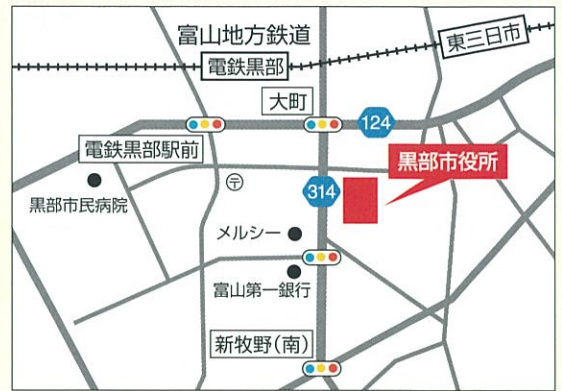 富山地方鉄道
東三日市
電鉄黒部
大町
124
電鉄黒部駅前
黒部市役所
〒
314
黒部市民病院
メルシー
富山第一銀行
新牧野(南)